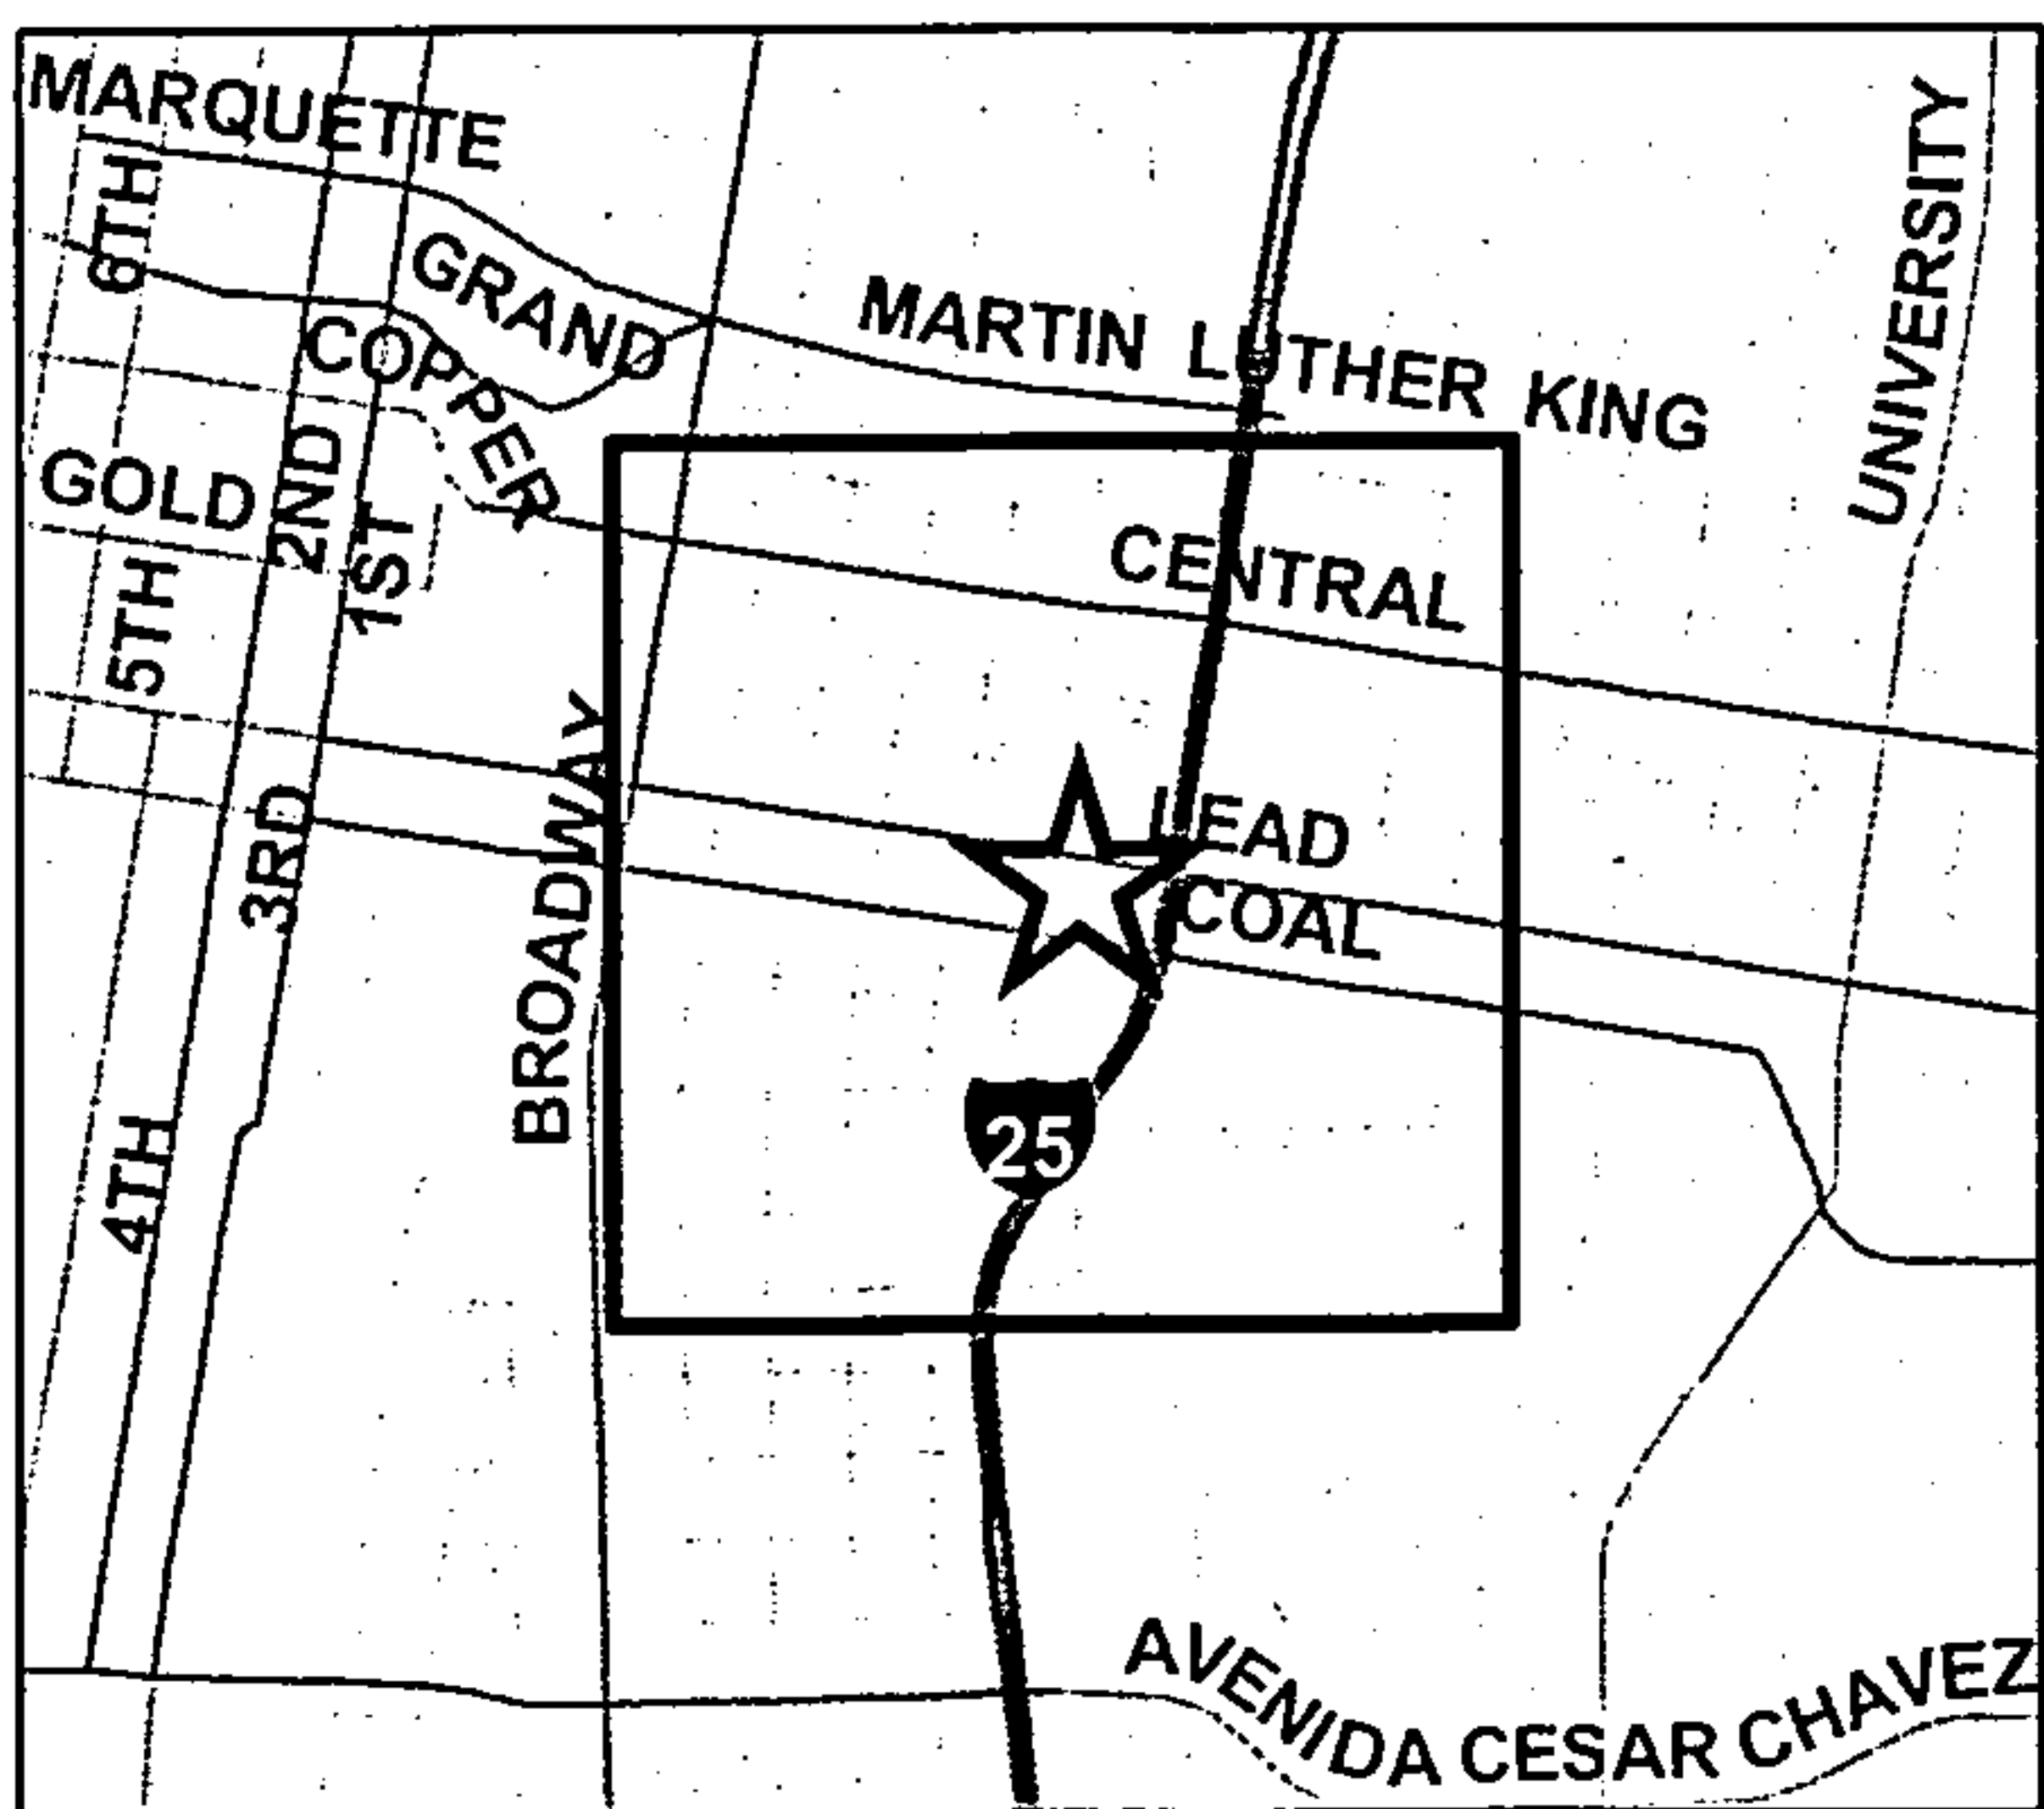 MARQUETTE
6TH
GRAND
COPPER
MARTIN LUTHER KING
UNIVERSITY
GOLD
2ND
1ST
5TH
CENTRAL
BROADWAY
LEAD
3RD
COAL
25
4TH
AVENIDA CESAR CHAVEZ